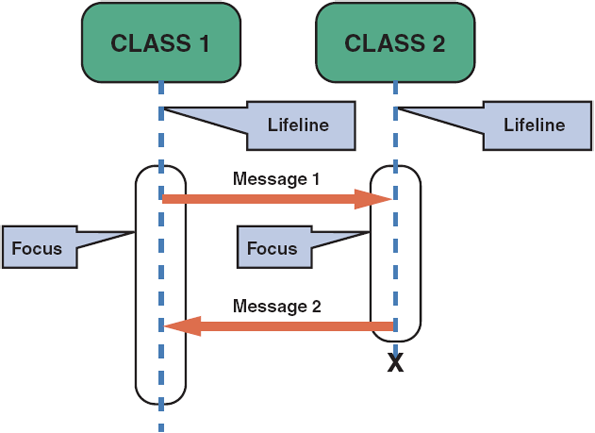 CLASS 1
CLASS 2
Lifeline
Lifeline
Message 1
Focus
Focus
Message 2
X